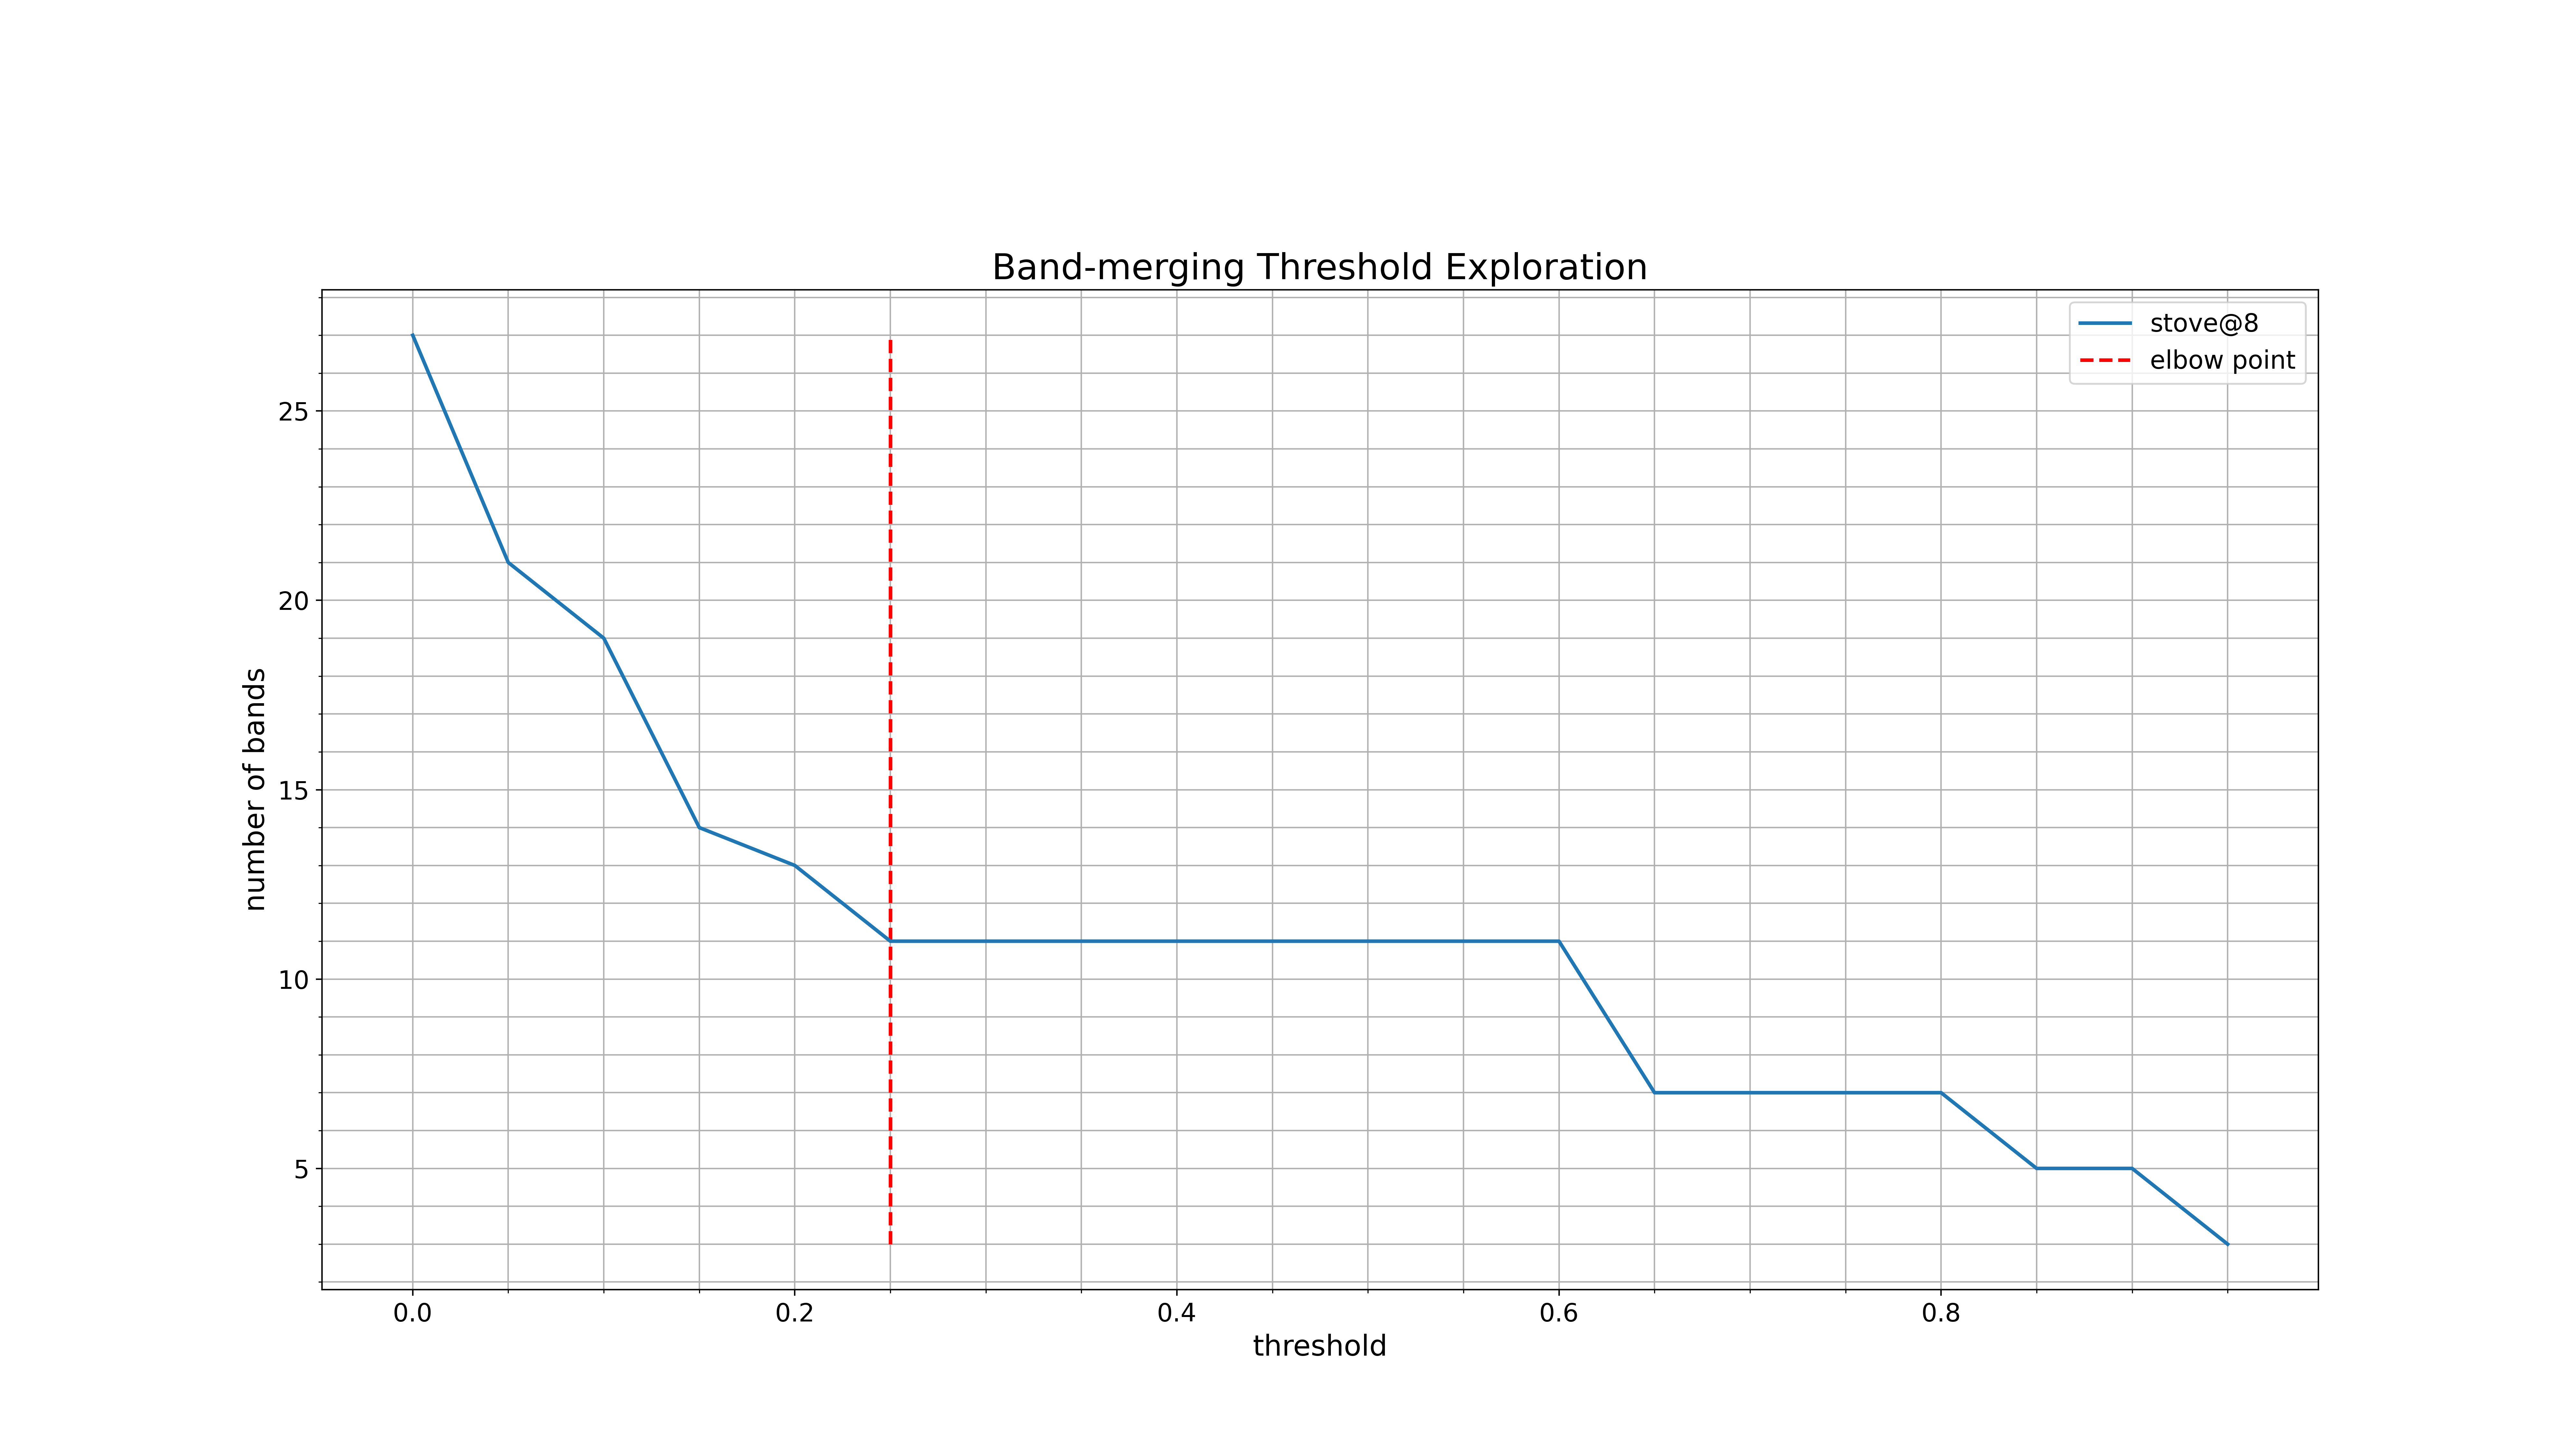 Band-merging Threshold Exploration
stove@8
elbow point
25
20
15
10
5
number of bands
0.0 0.2 0.4 0.6 0.8
threshold